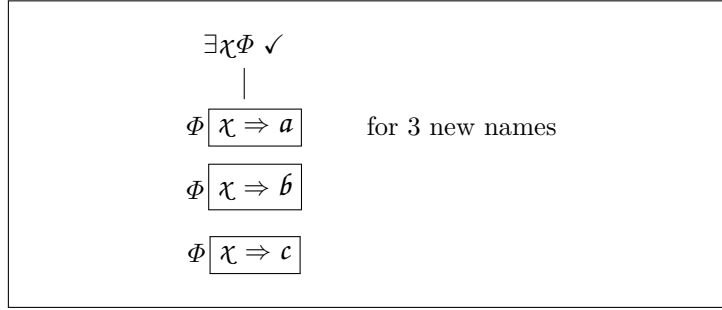 ∃χΦ ✓
Φ χ ⇒ a for 3 new names
Φ χ ⇒ b
Φ χ ⇒ c